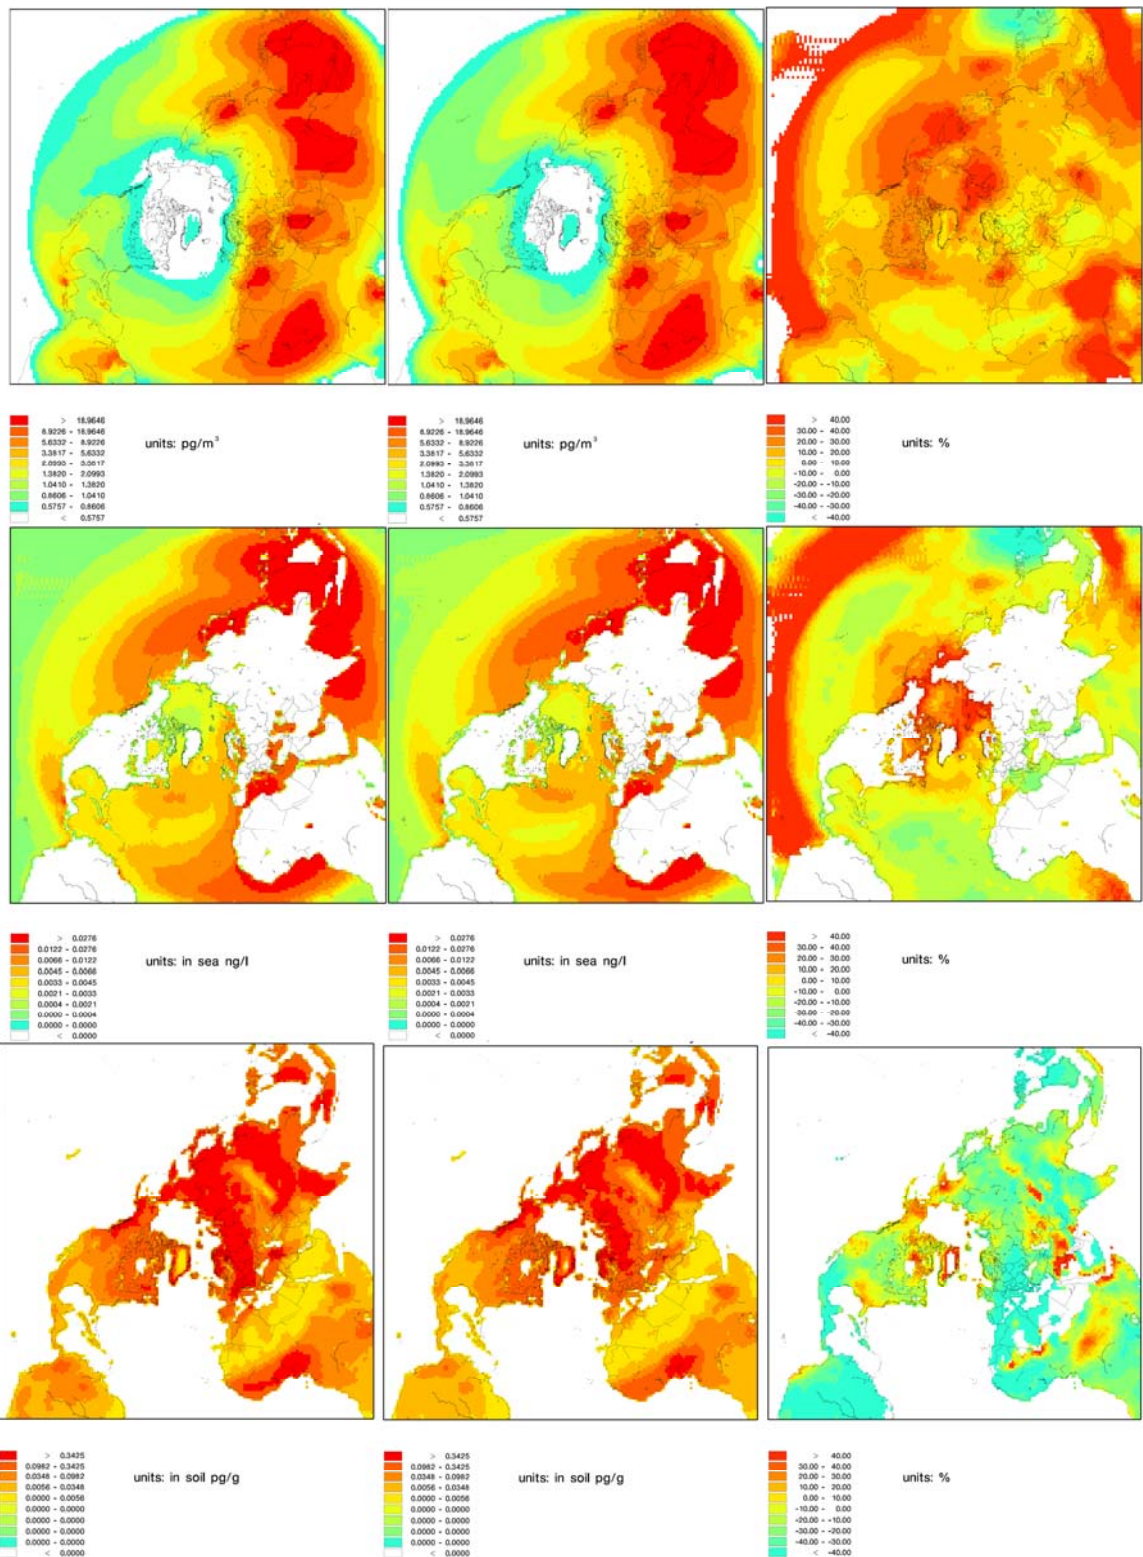 > 18.9646
8.9226 - 18.9646
5.6332 - 8.9226
3.3817 - 5.6332
2.0993 - 3.3817
1.3820 - 2.0993
1.0410 - 1.3820
0.8606 - 1.0410
0.5757 - 0.8606
< 0.5757
units: pg/m³
> 18.9646
8.9226 - 18.9646
5.6332 - 8.9226
3.3817 - 5.6332
2.0993 - 3.3817
1.3820 - 2.0993
1.0410 - 1.3820
0.8606 - 1.0410
0.5757 - 0.8606
< 0.5757
units: pg/m³
> 40.00
30.00 - 40.00
20.00 - 30.00
10.00 - 20.00
0.00 - 10.00
-10.00 - 0.00
-20.00 - -10.00
-30.00 - -20.00
-40.00 - -30.00
< -40.00
units: %
> 0.0276
0.0122 - 0.0276
0.0066 - 0.0122
0.0045 - 0.0066
0.0033 - 0.0045
0.0021 - 0.0033
0.0004 - 0.0021
0.0000 - 0.0004
0.0000 - 0.0000
< 0.0000
units: in sea ng/l
> 0.0276
0.0122 - 0.0276
0.0066 - 0.0122
0.0045 - 0.0066
0.0033 - 0.0045
0.0021 - 0.0033
0.0004 - 0.0021
0.0000 - 0.0004
0.0000 - 0.0000
< 0.0000
units: in sea ng/l
> 40.00
30.00 - 40.00
20.00 - 30.00
10.00 - 20.00
0.00 - 10.00
-10.00 - 0.00
-20.00 - -10.00
-30.00 - -20.00
-40.00 - -30.00
< -40.00
units: %
> 0.3425
0.0982 - 0.3425
0.0348 - 0.0982
0.0056 - 0.0348
0.0000 - 0.0056
0.0000 - 0.0000
0.0000 - 0.0000
0.0000 - 0.0000
0.0000 - 0.0000
< 0.0000
units: in soil pg/g
> 0.3425
0.0982 - 0.3425
0.0348 - 0.0982
0.0056 - 0.0348
0.0000 - 0.0056
0.0000 - 0.0000
0.0000 - 0.0000
0.0000 - 0.0000
0.0000 - 0.0000
< 0.0000
units: in soil pg/g
> 40.00
30.00 - 40.00
20.00 - 30.00
10.00 - 20.00
0.00 - 10.00
-10.00 - 0.00
-20.00 - -10.00
-30.00 - -20.00
-40.00 - -30.00
< -40.00
units: %